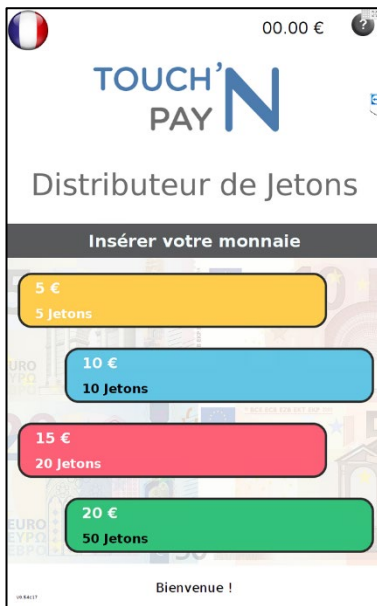 00.00 €
?
TOUCH'N
PAY
Distributeur de Jetons
Insérer votre monnaie
5 €
5 Jetons
10 €
10 Jetons
15 €
20 Jetons
20 €
50 Jetons
Bienvenue !